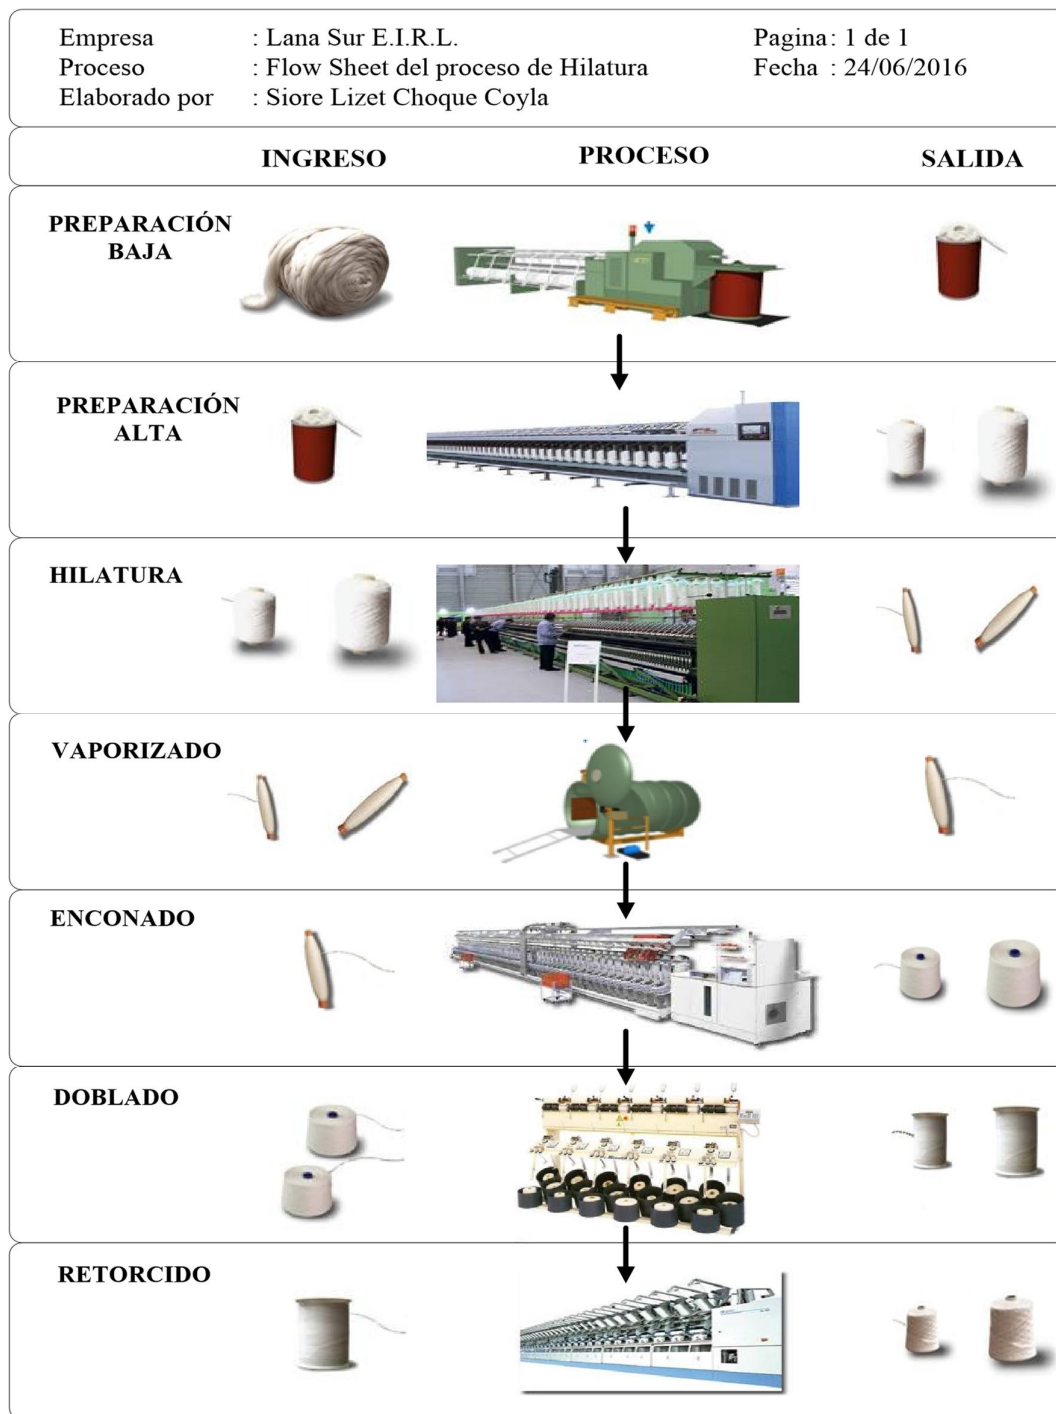 Empresa : Lana Sur E.I.R.L. Pagina : 1 de 1
Proceso : Flow Sheet del proceso de Hilatura Fecha : 24/06/2016
Elaborado por : Siore Lizet Choque Coyla
INGRESO PROCESO SALIDA
PREPARACIÓN
BAJA
PREPARACIÓN
ALTA
HILATURA
VAPORIZADO
ENCONADO
DOBLADO
RETORCIDO